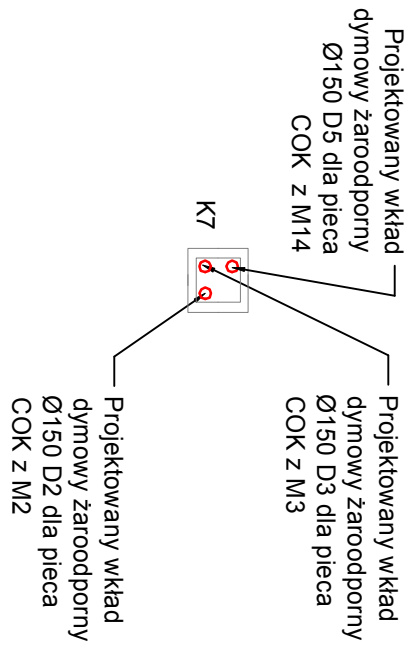 Projektowany wkład
dymowy żaroodporny
Ø150 D5 dla pieca
COK z M14
K7
Projektowany wkład
dymowy żaroodporny
Ø150 D3 dla pieca
COK z M3
Projektowany wkład
dymowy żaroodporny
Ø150 D2 dla pieca
COK z M2